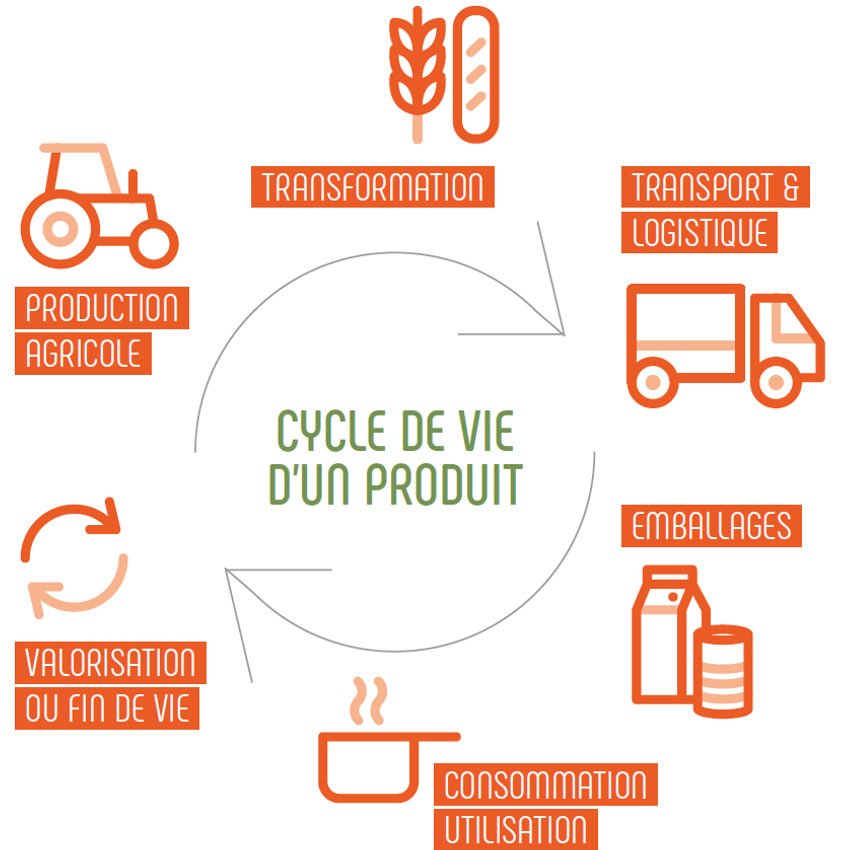 TRANSFORMATION
TRANSPORT &
LOGISTIQUE
PRODUCTION
AGRICOLE
CYCLE DE VIE
D'UN PRODUIT
EMBALLAGES
VALORISATION
OU FIN DE VIE
CONSOMMATION
UTILISATION